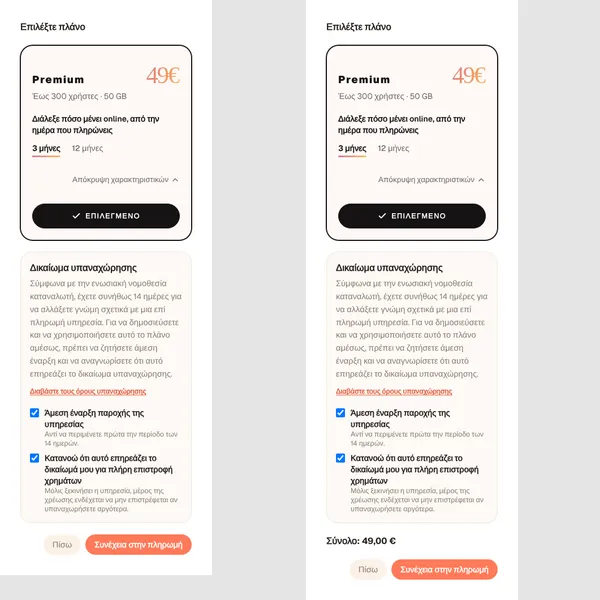 Επιλέξτε πλάνο
Premium
49€
Έως 300 χρήστες · 50 GB
Διάλεξε πόσο μένει online, από την
ημέρα που πληρώνεις
3 μήνες 12 μήνες
Απόκρυψη χαρακτηριστικών
ΕΠΙΛΕΓΜΕΝΟ
Δικαίωμα υπαναχώρησης
Σύμφωνα με την ενωσιακή νομοθεσία
καταναλωτή, έχετε συνήθως 14 ημέρες για
να αλλάξετε γνώμη σχετικά με μια επί
πληρωμή υπηρεσία. Για να δημοσιεύσετε
και να χρησιμοποιήσετε αυτό το πλάνο
αμέσως, πρέπει να ζητήσετε άμεση
έναρξη και να αναγνωρίσετε ότι αυτό
επηρεάζει το δικαίωμα υπαναχώρησης.
Διαβάστε τους όρους υπαναχώρησης
Άμεση έναρξη παροχής της
υπηρεσίας
Αντί να περιμένετε πρώτα την περίοδο των
14 ημερών.
Κατανοώ ότι αυτό επηρεάζει το
δικαίωμά μου για πλήρη επιστροφή
χρημάτων
Μόλις ξεκινήσει η υπηρεσία, μέρος της
χρέωσης ενδέχεται να μην επιστρέφεται αν
υπαναχωρήσετε αργότερα.
Πίσω Συνέχεια στην πληρωμή
Επιλέξτε πλάνο
Premium
49€
Έως 300 χρήστες · 50 GB
Διάλεξε πόσο μένει online, από την
ημέρα που πληρώνεις
3 μήνες 12 μήνες
Απόκρυψη χαρακτηριστικών
ΕΠΙΛΕΓΜΕΝΟ
Δικαίωμα υπαναχώρησης
Σύμφωνα με την ενωσιακή νομοθεσία
καταναλωτή, έχετε συνήθως 14 ημέρες για
να αλλάξετε γνώμη σχετικά με μια επί
πληρωμή υπηρεσία. Για να δημοσιεύσετε
και να χρησιμοποιήσετε αυτό το πλάνο
αμέσως, πρέπει να ζητήσετε άμεση
έναρξη και να αναγνωρίσετε ότι αυτό
επηρεάζει το δικαίωμα υπαναχώρησης.
Διαβάστε τους όρους υπαναχώρησης
Άμεση έναρξη παροχής της
υπηρεσίας
Αντί να περιμένετε πρώτα την περίοδο των
14 ημερών.
Κατανοώ ότι αυτό επηρεάζει το
δικαίωμά μου για πλήρη επιστροφή
χρημάτων
Μόλις ξεκινήσει η υπηρεσία, μέρος της
χρέωσης ενδέχεται να μην επιστρέφεται αν
υπαναχωρήσετε αργότερα.
Σύνολο: 49,00 €
Πίσω Συνέχεια στην πληρωμή